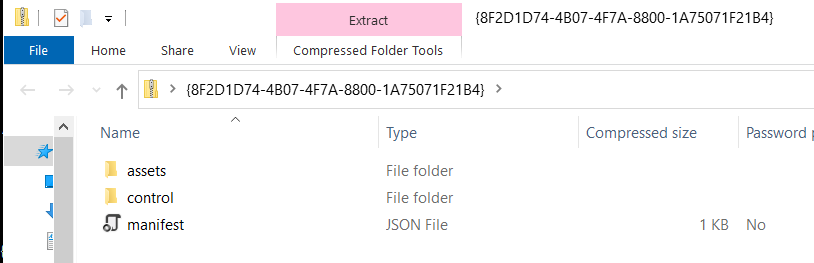 Extract
{8F2D1D74-4B07-4F7A-8800-1A75071F21B4}
File Home Share View Compressed Folder Tools
{8F2D1D74-4B07-4F7A-8800-1A75071F21B4}
Name Type Compressed size Password p
assets File folder
control File folder
manifest JSON File 1 KB No